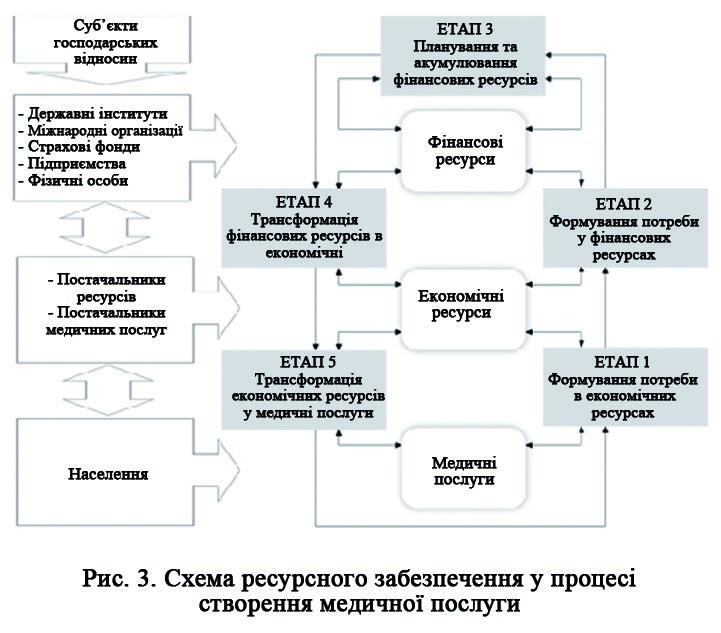 Суб’єкти
господарських
відносин
- Державні інститути
- Міжнародні організації
- Страхові фонди
- Підприємства
- Фізичні особи
- Постачальники
ресурсів
- Постачальники
медичних послуг
Населення
ЕТАП 3
Планування та
акумулювання
фінансових ресурсів
Фінансові
ресурси
ЕТАП 4
Трансформація
фінансових ресурсів в
економічні
ЕТАП 2
Формування потреби
у фінансових
ресурсах
Економічні
ресурси
ЕТАП 5
Трансформація
економічних ресурсів
у медичні послуги
ЕТАП 1
Формування потреби
в економічних
ресурсах
Медичні
послуги
Рис. 3. Схема ресурсного забезпечення у процесі
створення медичної послуги